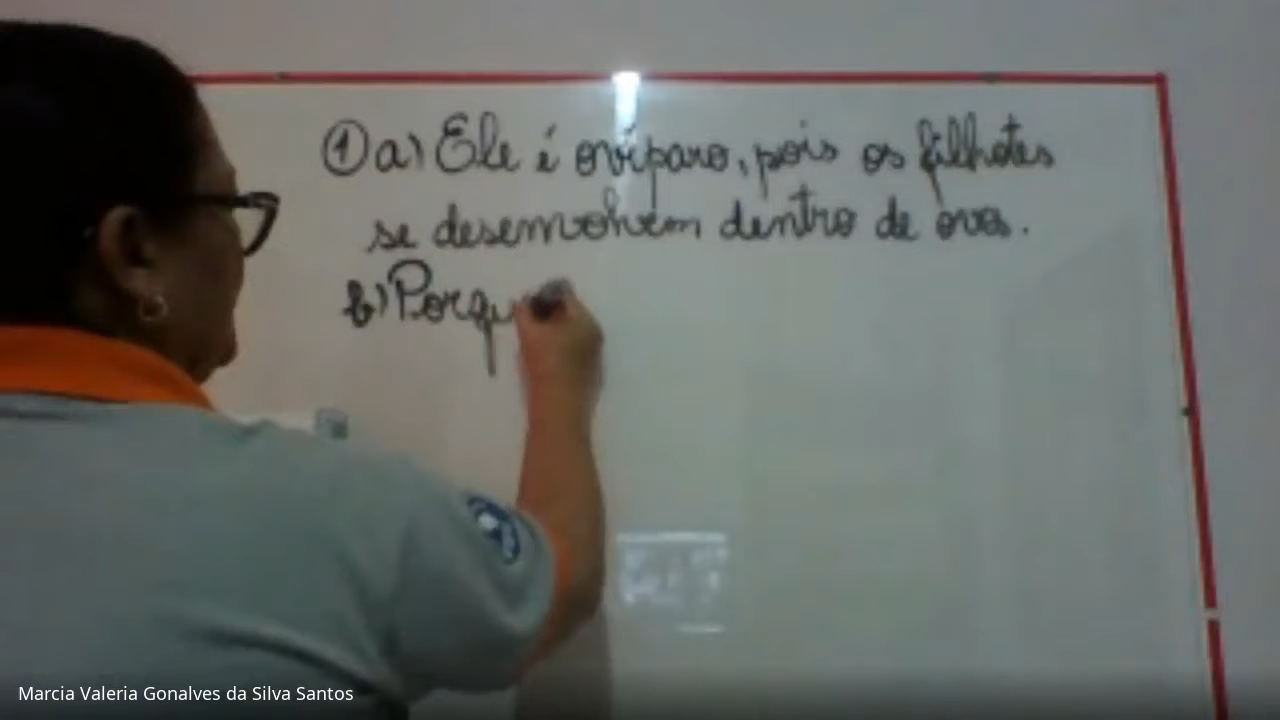 ① a) Ele é ovíparo, pois os filhotes
se desenvolvem dentro de ovos.
b) Porqu
Marcia Valeria Gonalves da Silva Santos